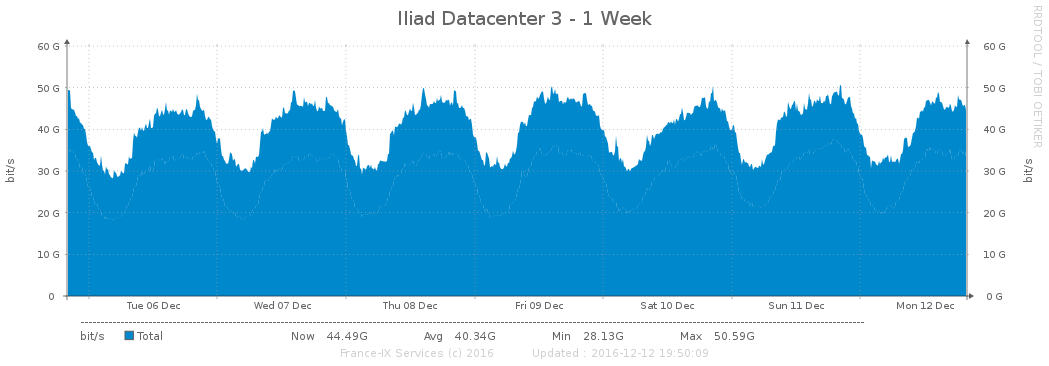 Iliad Datacenter 3 - 1 Week
RRDTOOL / TOBI OETIKER
60 G 60 G
50 G 50 G
40 G 40 G
30 G 30 G
20 G 20 G
10 G 10 G
0 0 G
bit/s bit/s
Tue 06 Dec Wed 07 Dec Thu 08 Dec Fri 09 Dec Sat 10 Dec Sun 11 Dec Mon 12 Dec
bit/s Total Now 44.49G Avg 40.34G Min 28.13G Max 50.59G
France-IX Services (c) 2016 Updated : 2016-12-12 19:50:09